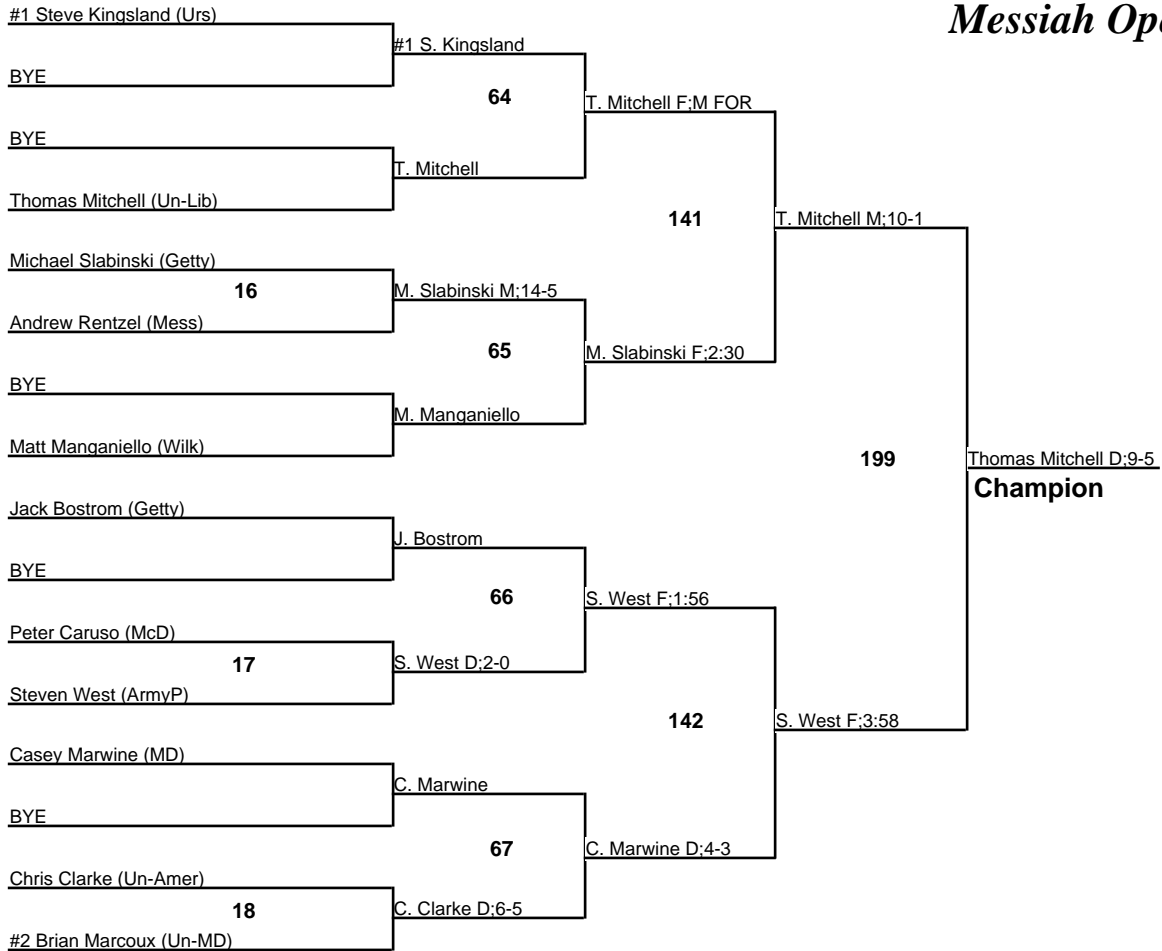 Messiah Op
#1 Steve Kingsland (Urs)
BYE
BYE
Thomas Mitchell (Un-Lib)
Michael Slabinski (Getty)
16
Andrew Rentzel (Mess)
BYE
Matt Manganiello (Wilk)
Jack Bostrom (Getty)
BYE
Peter Caruso (McD)
17
Steven West (ArmyP)
Casey Marwine (MD)
BYE
Chris Clarke (Un-Amer)
18
#2 Brian Marcoux (Un-MD)
#1 S. Kingsland
64
T. Mitchell
M. Slabinski M;14-5
65
M. Manganiello
J. Bostrom
66
S. West D;2-0
C. Marwine
67
C. Clarke D;6-5
T. Mitchell F;M FOR
141
M. Slabinski F;2:30
S. West F;1:56
142
C. Marwine D;4-3
T. Mitchell M;10-1
199
S. West F;3:58
Thomas Mitchell D;9-5
Champion